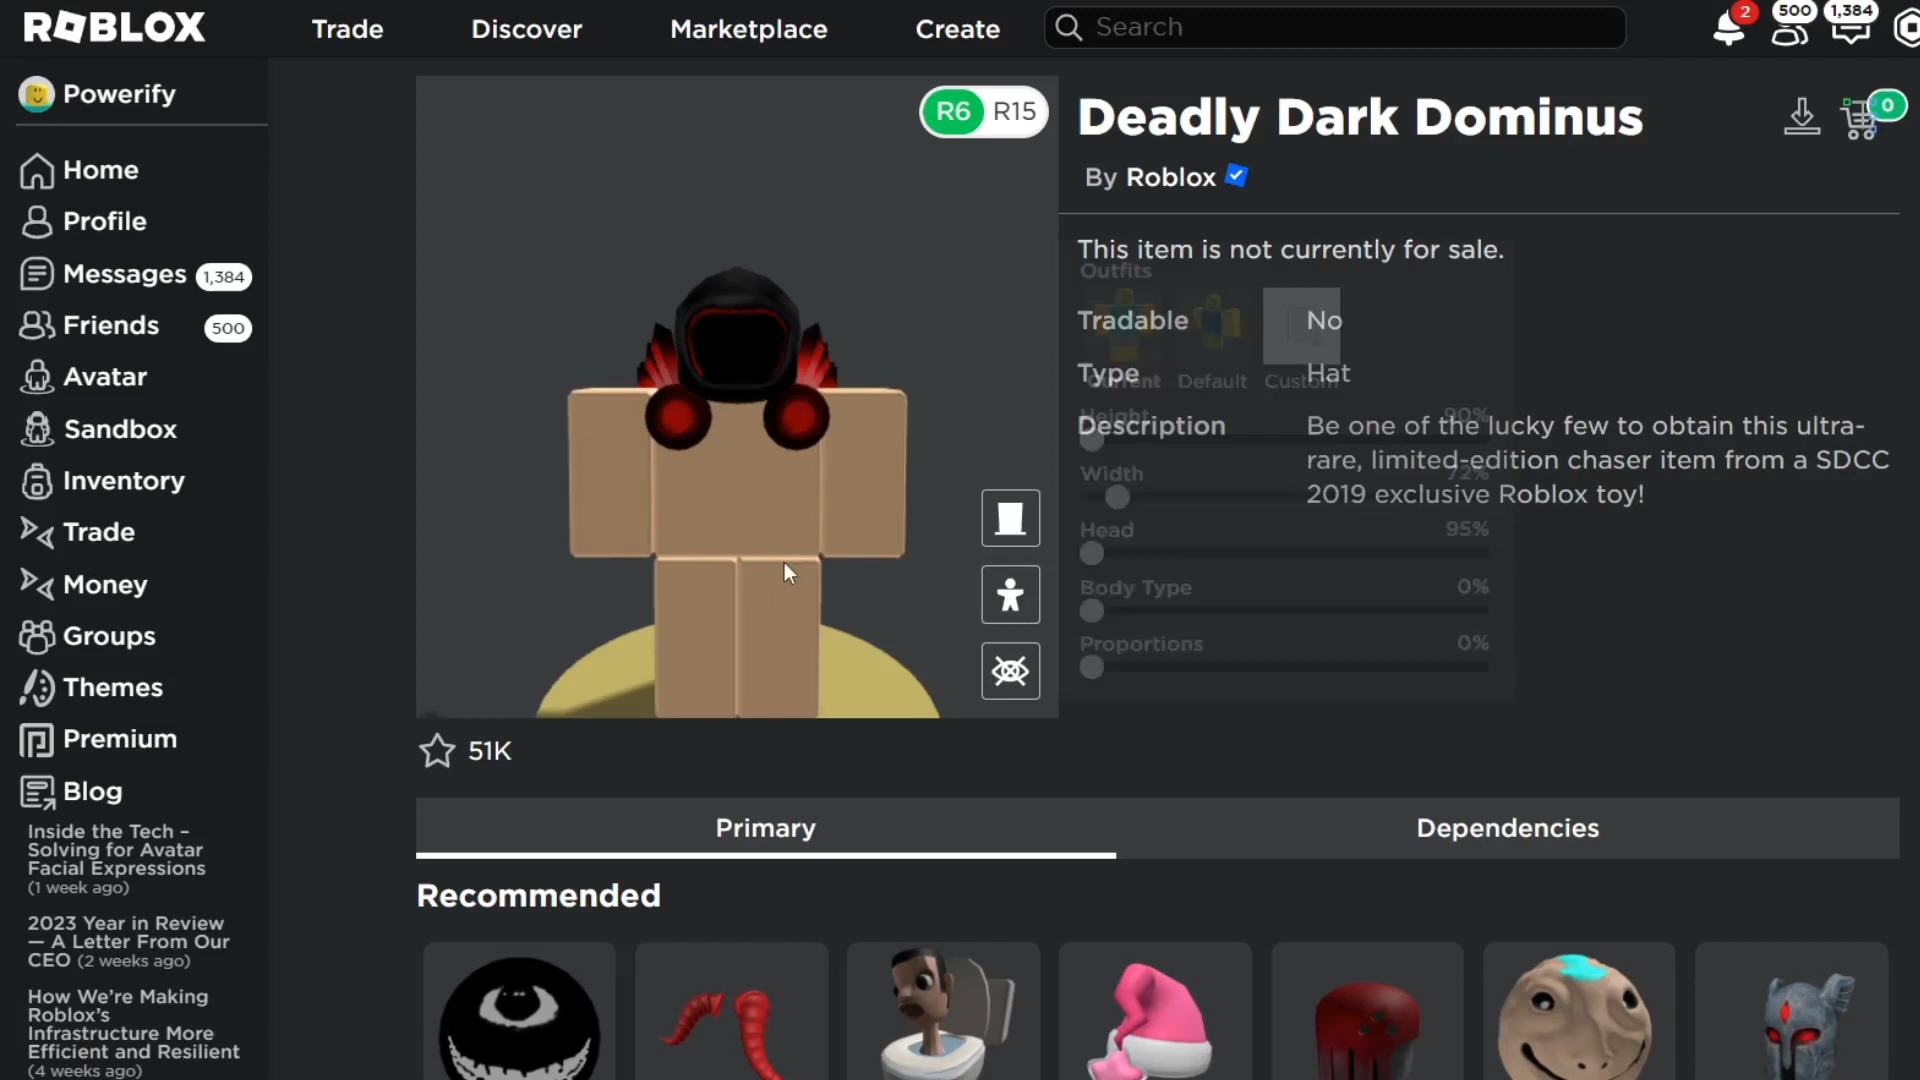 ROBLOX
Trade
Discover
Marketplace
Create
Search
2
500
1,384
Powerify
Home
Profile
Messages 1,384
Friends 500
Avatar
Sandbox
Inventory
Trade
Money
Groups
Themes
Premium
Blog
Inside the Tech –
Solving for Avatar
Facial Expressions
(1 week ago)
2023 Year in Review
— A Letter From Our
CEO (2 weeks ago)
How We’re Making
Roblox’s
Infrastructure More
Efficient and Resilient
(4 weeks ago)
R6 R15
Deadly Dark Dominus
0
By Roblox
This item is not currently for sale.
Outfits
Tradable No
Type Hat
Current Default Custom
Height 90%
Description Be one of the lucky few to obtain this ultra-
rare, limited-edition chaser item from a SDCC
2019 exclusive Roblox toy!
Width 72%
Head 95%
Body Type 0%
Proportions 0%
51K
Primary
Dependencies
Recommended